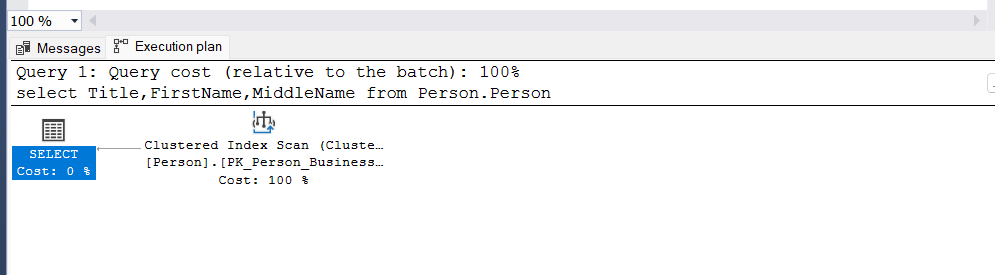 100 %
Messages Execution plan
Query 1: Query cost (relative to the batch): 100%
select Title,FirstName,MiddleName from Person.Person
SELECT
Cost: 0 %
Clustered Index Scan (Cluste…
[Person].[PK_Person_Business…
Cost: 100 %